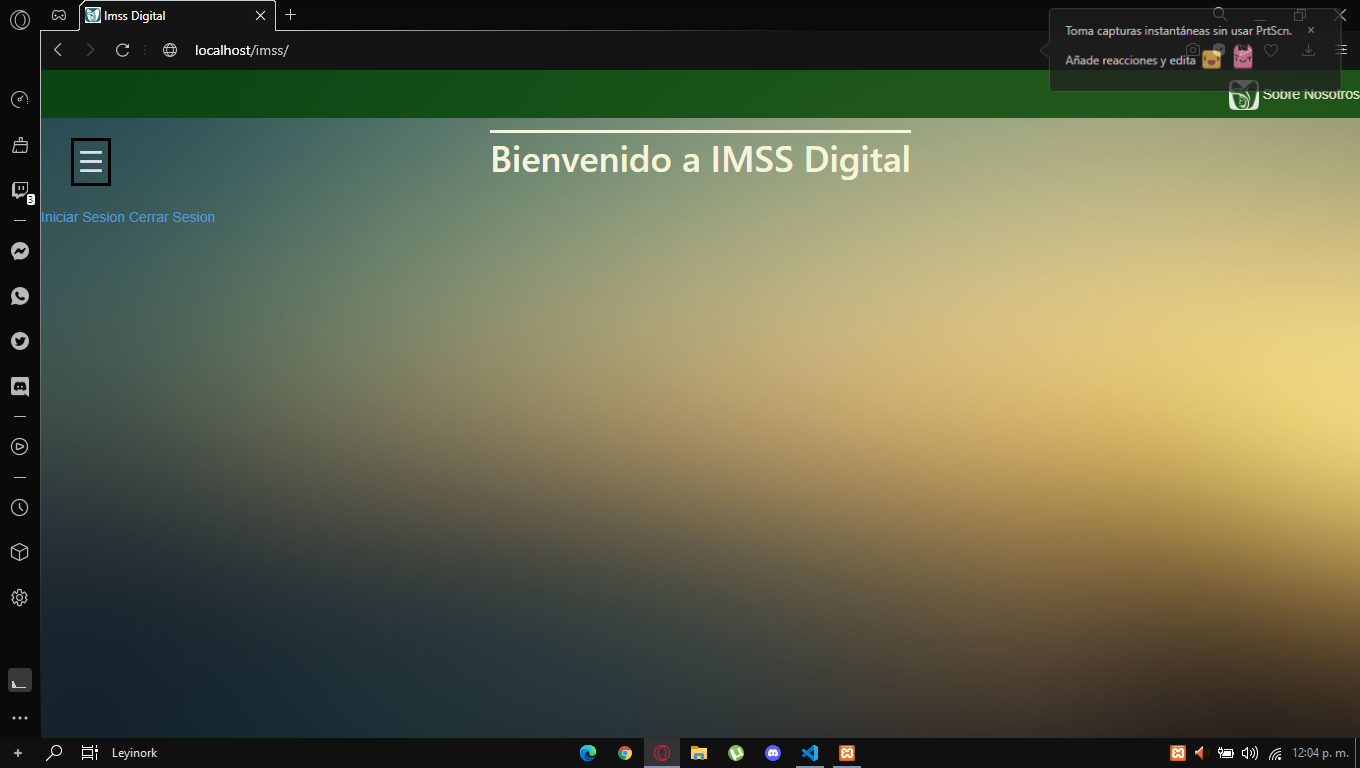 Imss Digital
localhost/imss/
Toma capturas instantáneas sin usar PrtScn.
Añade reacciones y edita
Sobre Nosotros
Bienvenido a IMSS Digital
Iniciar Sesion Cerrar Sesion
3
Leyinork
12:04 p. m.